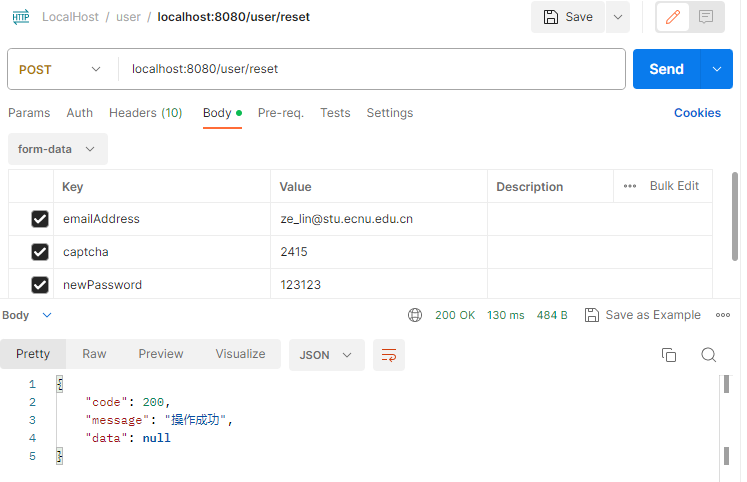 HTTP LocalHost / user / localhost:8080/user/reset Save
POST localhost:8080/user/reset Send
Params Auth Headers (10) Body Pre-req. Tests Settings Cookies
form-data
Key Value Description ••• Bulk Edit
emailAddress ze_lin@stu.ecnu.edu.cn
captcha 2415
newPassword 123123
Body 200 OK 130 ms 484 B Save as Example •••
Pretty Raw Preview Visualize JSON
1 {
2 "code": 200,
3 "message": "操作成功",
4 "data": null
5 }